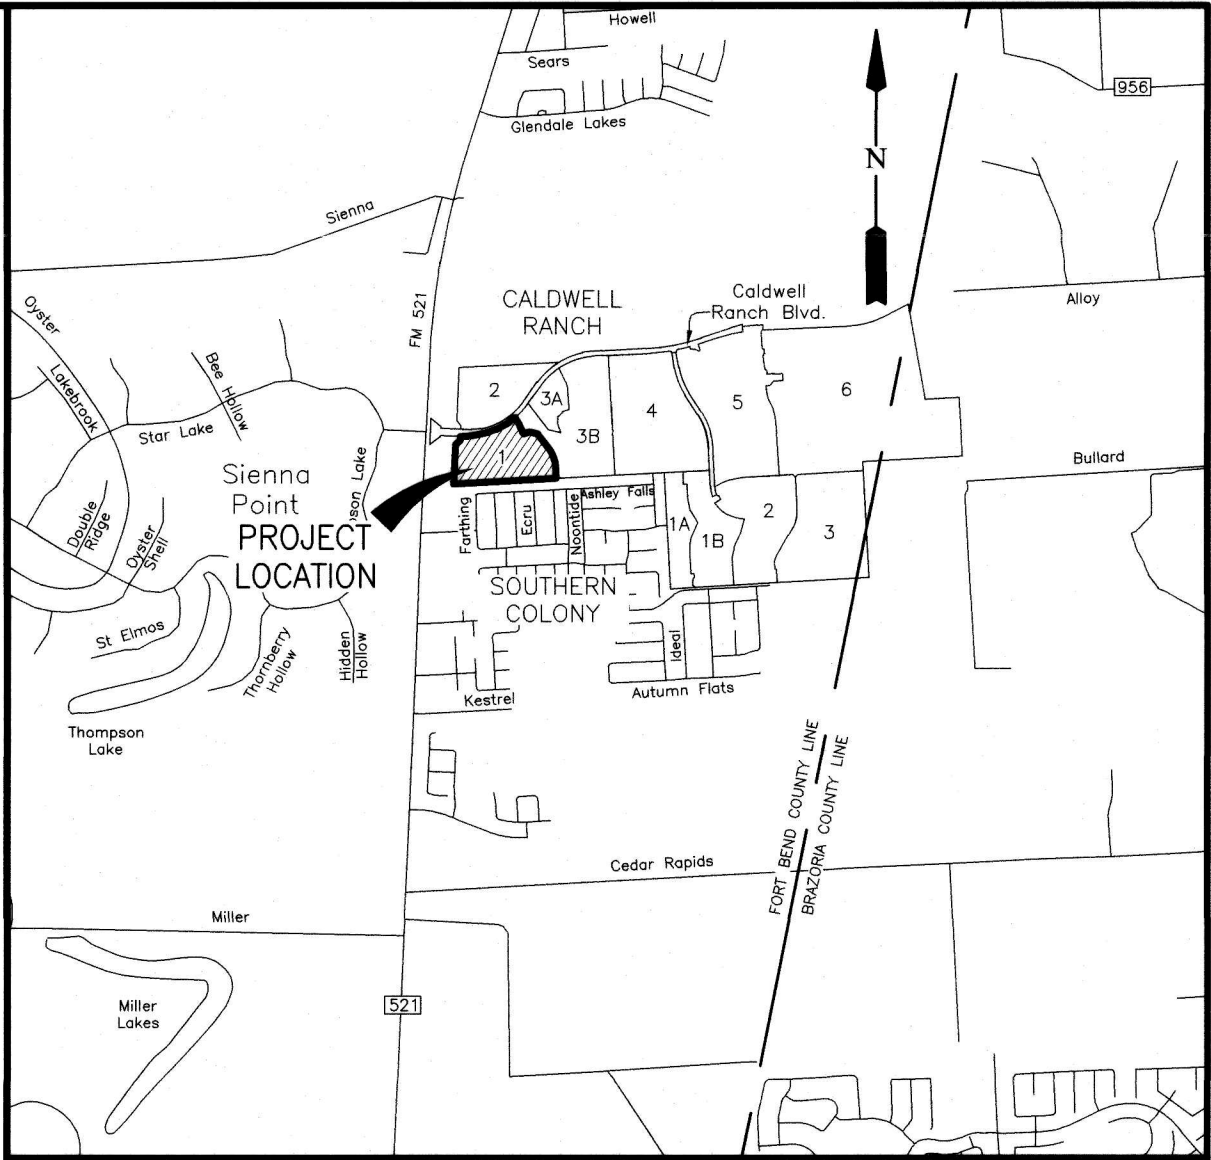 Howell
Sears
956
Glendale Lakes
N
Sienna
Alloy
Oyster
FM 521
CALDWELL
RANCH
Caldwell
Ranch Blvd.
Lakebrook
Bee Hollow
2
3A
3B
4
5
6
Star Lake
1
Bullard
Sienna
Point
son Lake
Double
Ridge
Oyster
Shell
PROJECT
LOCATION
Farthing
Ecru
Noontide
Ashley Falls
1A
1B
2
3
SOUTHERN
COLONY
St Elmos
Thornberry
Hollow
Hidden
Hollow
Ideal
Kestrel
Autumn Flats
Thompson
Lake
FORT BEND COUNTY LINE
BRAZORIA COUNTY LINE
Cedar Rapids
Miller
521
Miller
Lakes